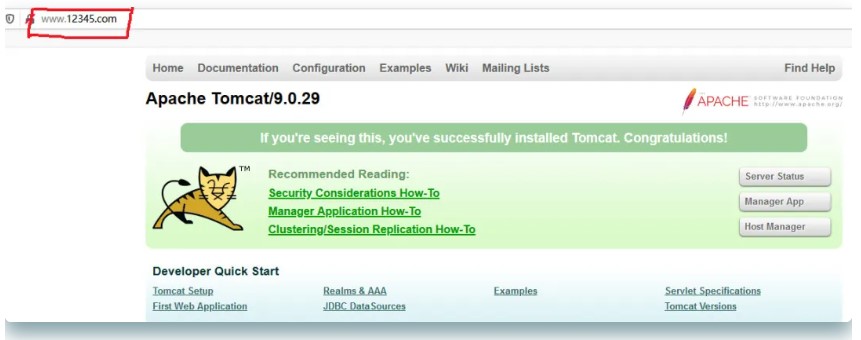 www.12345.com
Home Documentation Configuration Examples Wiki Mailing Lists Find Help
Apache Tomcat/9.0.29
APACHE SOFTWARE FOUNDATION
http://www.apache.org/
If you're seeing this, you've successfully installed Tomcat. Congratulations!
TM
Recommended Reading:
Security Considerations How-To
Manager Application How-To
Clustering/Session Replication How-To
Server Status
Manager App
Host Manager
Developer Quick Start
Tomcat Setup Realms & AAA Examples Servlet Specifications
First Web Application JDBC DataSources Tomcat Versions